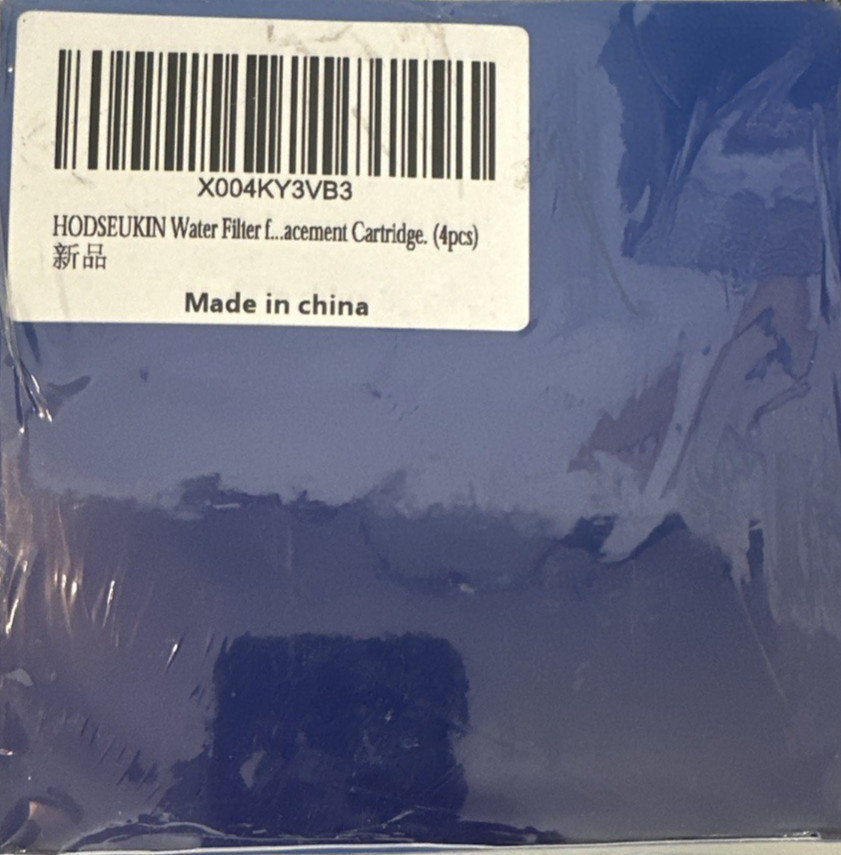 X004KY3VB3
HODSEUKIN Water Filter f...acement Cartridge. (4pcs)
新品
Made in china